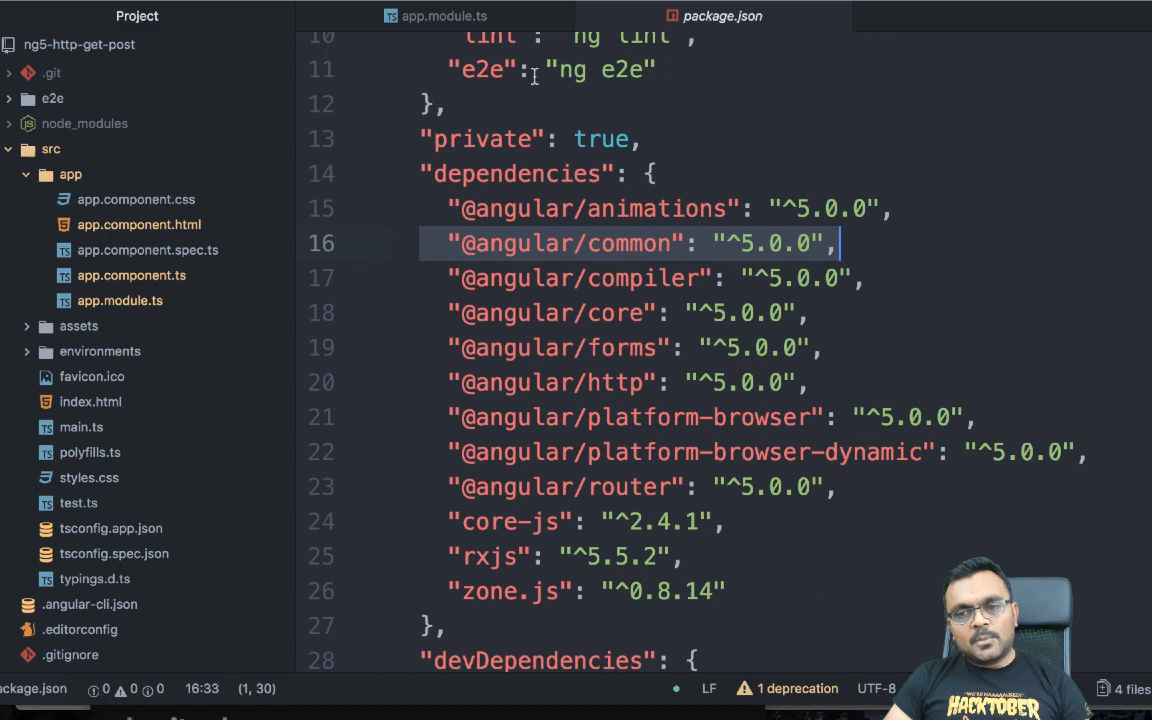 Project
app.module.ts
package.json
ng5-http-get-post
.git
e2e
node_modules
src
app
app.component.css
app.component.html
app.component.spec.ts
app.component.ts
app.module.ts
assets
environments
favicon.ico
index.html
main.ts
polyfills.ts
styles.css
test.ts
tsconfig.app.json
tsconfig.spec.json
typings.d.ts
.angular-cli.json
.editorconfig
.gitignore
10 "lint": "ng lint",
11 "e2e": "ng e2e"
12 },
13 "private": true,
14 "dependencies": {
15 "@angular/animations": "^5.0.0",
16 "@angular/common": "^5.0.0",
17 "@angular/compiler": "^5.0.0",
18 "@angular/core": "^5.0.0",
19 "@angular/forms": "^5.0.0",
20 "@angular/http": "^5.0.0",
21 "@angular/platform-browser": "^5.0.0",
22 "@angular/platform-browser-dynamic": "^5.0.0",
23 "@angular/router": "^5.0.0",
24 "core-js": "^2.4.1",
25 "rxjs": "^5.5.2",
26 "zone.js": "^0.8.14"
27 },
28 "devDependencies": {
ackage.json 0 0 0 16:33 (1, 30) LF 1 deprecation UTF-8 4 files
HACKTOBER